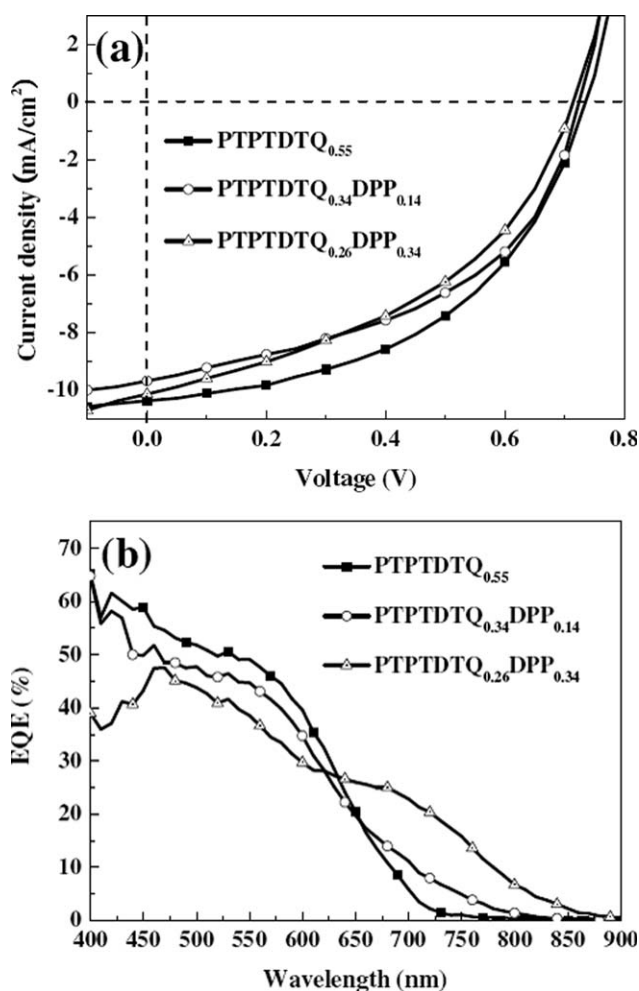 (a)
2
0
-2
-4
-6
-8
-10
Current density (mA/cm²)
PTPTDTQ₀.₅₅
PTPTDTQ₀.₃₄DPP₀.₁₄
PTPTDTQ₀.₂₆DPP₀.₃₄
0.0 0.2 0.4 0.6 0.8
Voltage (V)
(b)
70
60
50
40
30
20
10
0
EQE (%)
PTPTDTQ₀.₅₅
PTPTDTQ₀.₃₄DPP₀.₁₄
PTPTDTQ₀.₂₆DPP₀.₃₄
400 450 500 550 600 650 700 750 800 850 900
Wavelength (nm)